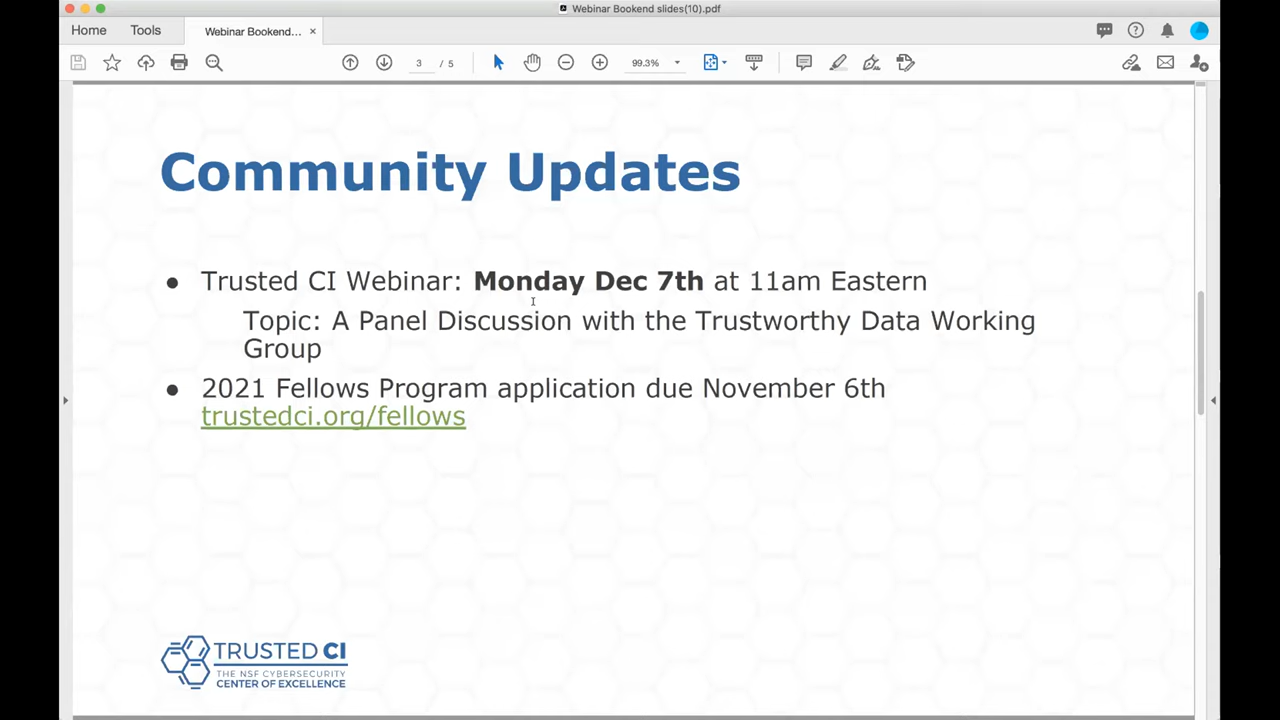 Webinar Bookend slides(10).pdf
Home
Tools
Webinar Bookend...
×
3 / 5
99.3%
Community Updates
● Trusted CI Webinar: Monday Dec 7th at 11am Eastern
Topic: A Panel Discussion with the Trustworthy Data Working
Group
● 2021 Fellows Program application due November 6th
trustedci.org/fellows
TRUSTED CI
THE NSF CYBERSECURITY
CENTER OF EXCELLENCE